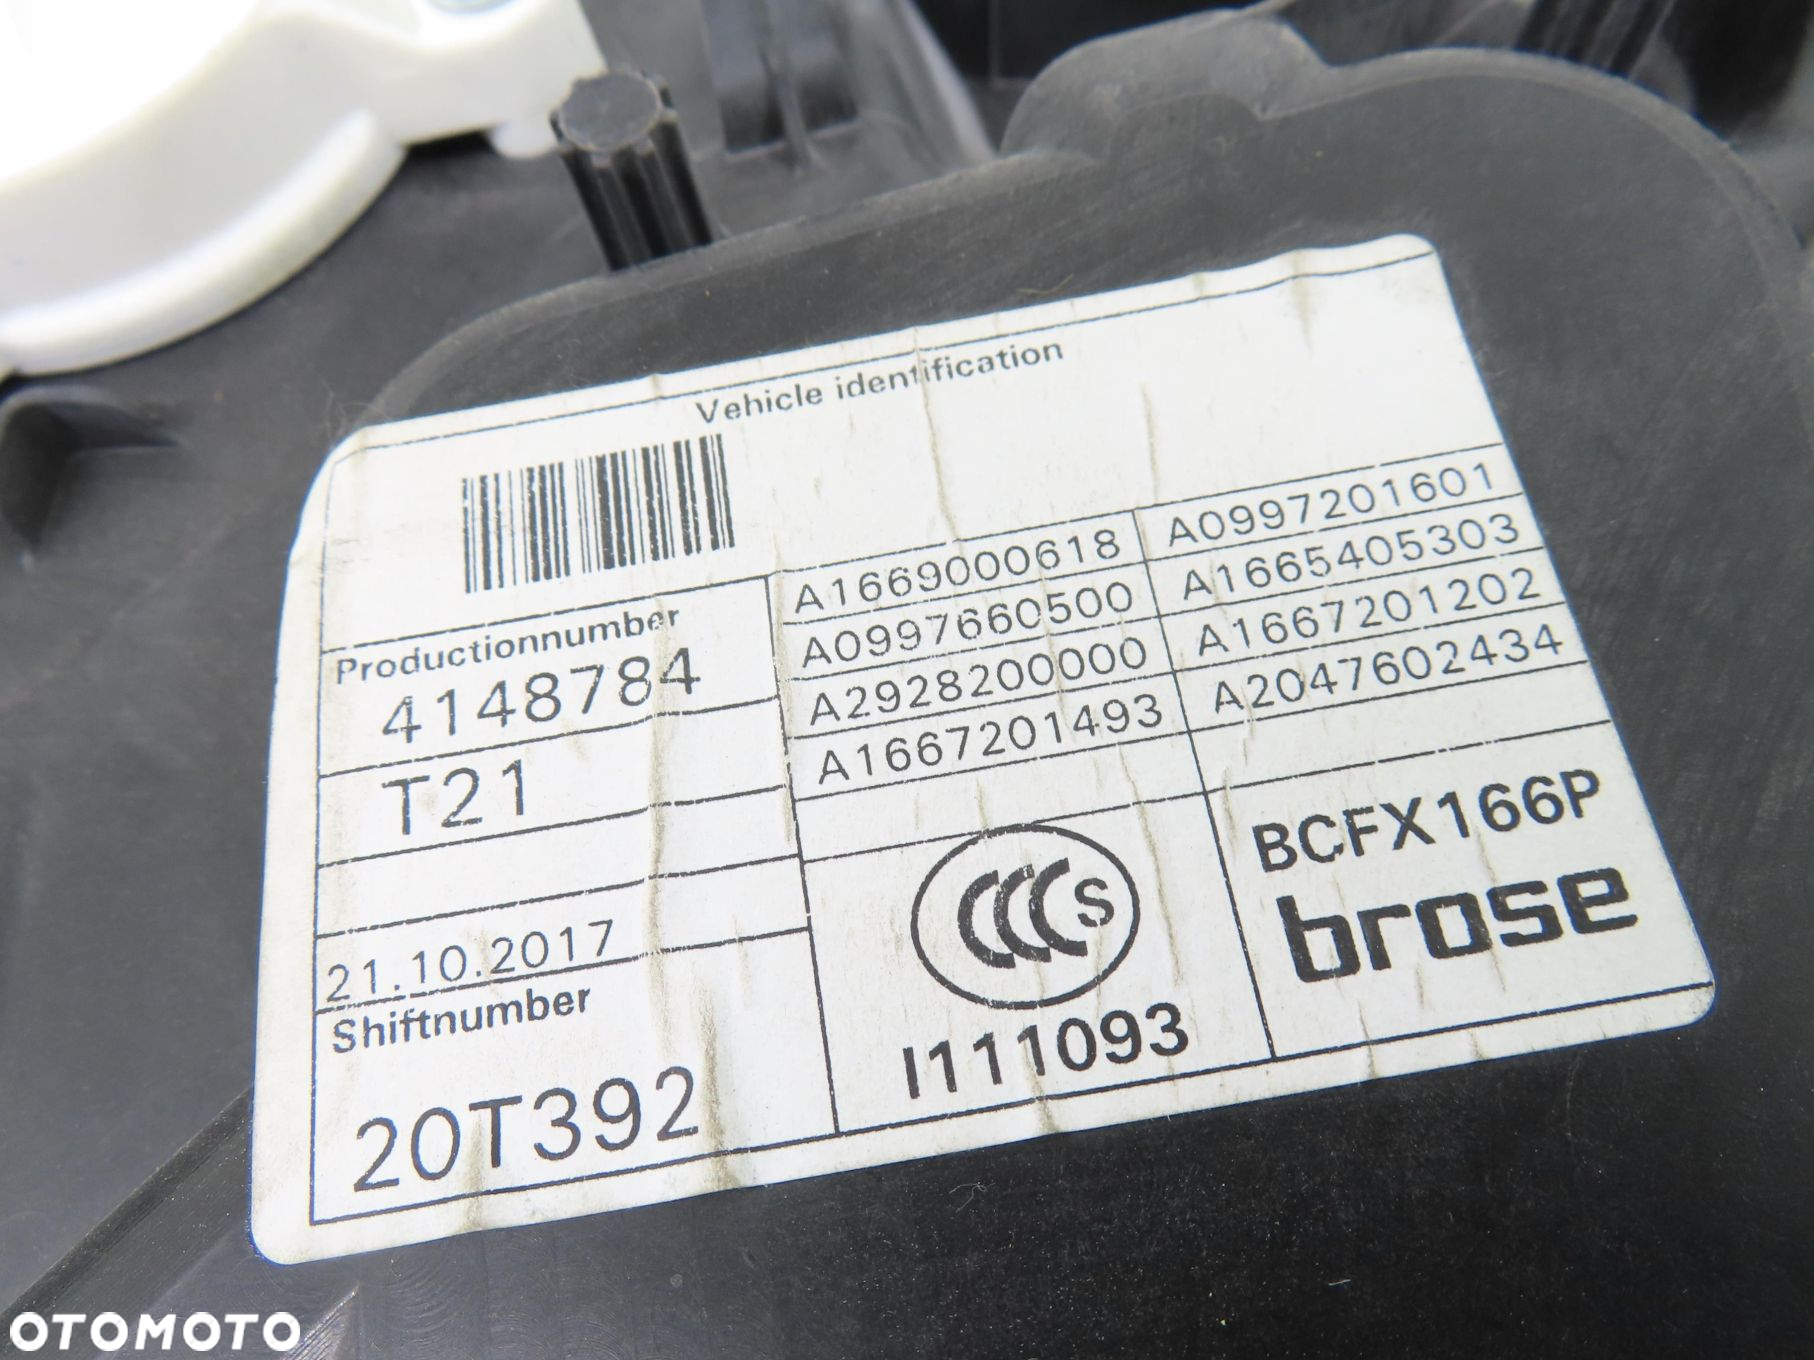 Vehicle identification
A1669000618 A0997201601
A0997660500 A1665405303
A2928200000 A1667201202
A1667201493 A2047602434
Productionnumber
4148784
T21
21.10.2017
Shiftnumber
20T392
CCC S
I111093
BCFX166P
brose
OTOMOTO